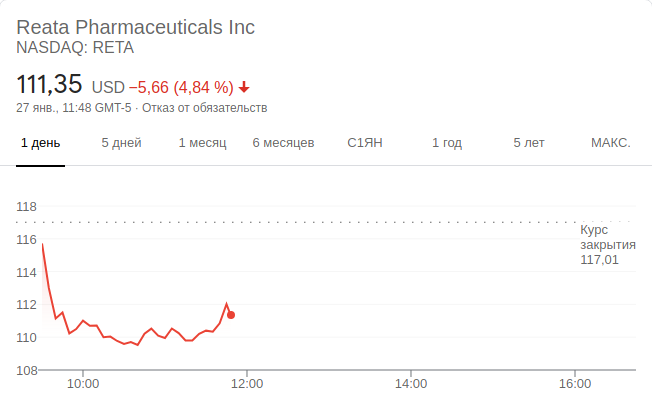 Reata Pharmaceuticals Inc
NASDAQ: RETA
111,35 USD −5,66 (4,84 %)
27 янв., 11:48 GMT-5 · Отказ от обязательств
1 день 5 дней 1 месяц 6 месяцев С1ЯН 1 год 5 лет МАКС.
118
116
114
112
110
108
Курс
закрытия
117,01
10:00 12:00 14:00 16:00